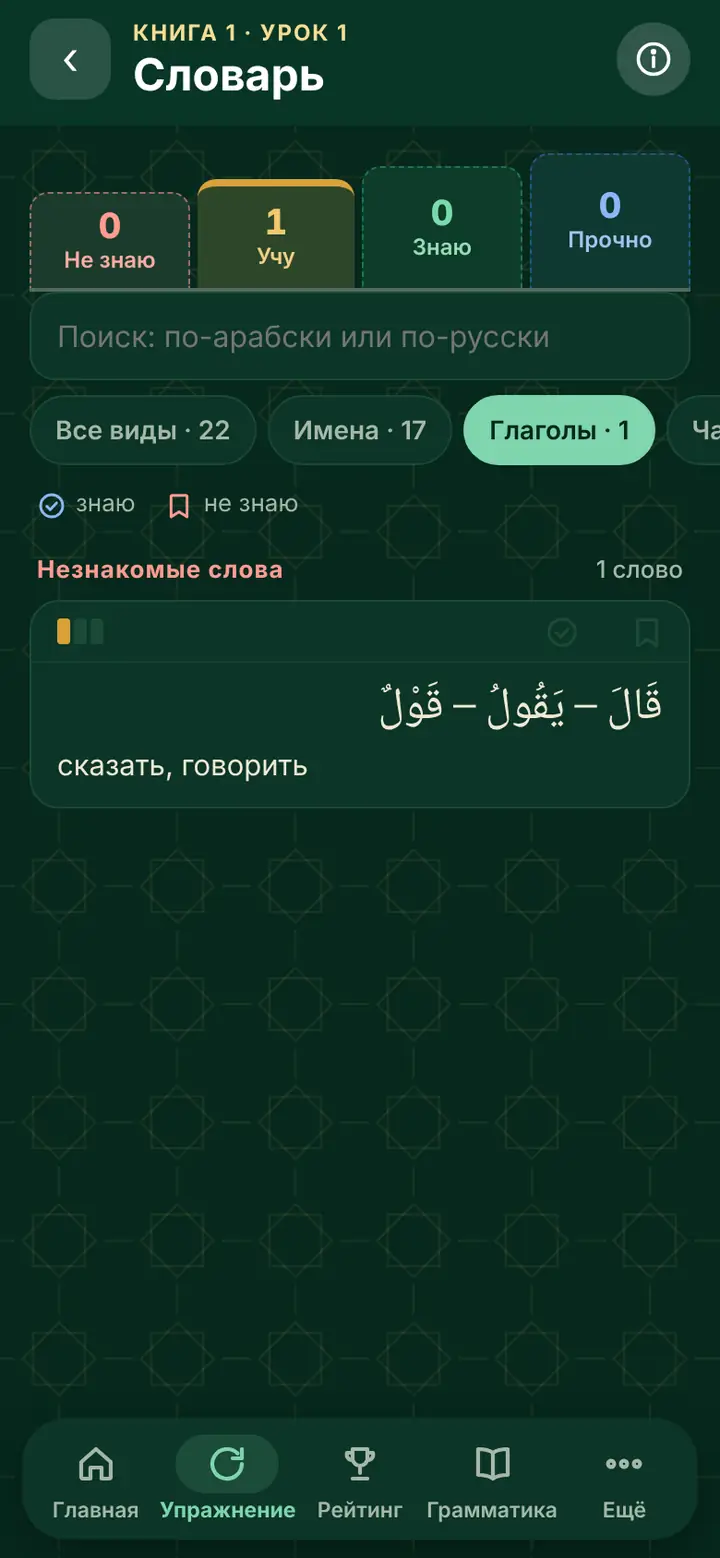 КНИГА 1 · УРОК 1
Словарь
0
Не знаю
1
Учу
0
Знаю
0
Прочно
Поиск: по-арабски или по-русски
Все виды · 22
Имена · 17
Глаголы · 1
Ча
знаю
не знаю
Незнакомые слова
1 слово
قَالَ – يَقُولُ – قَوْلٌ
сказать, говорить
Главная
Упражнение
Рейтинг
Грамматика
Ещё